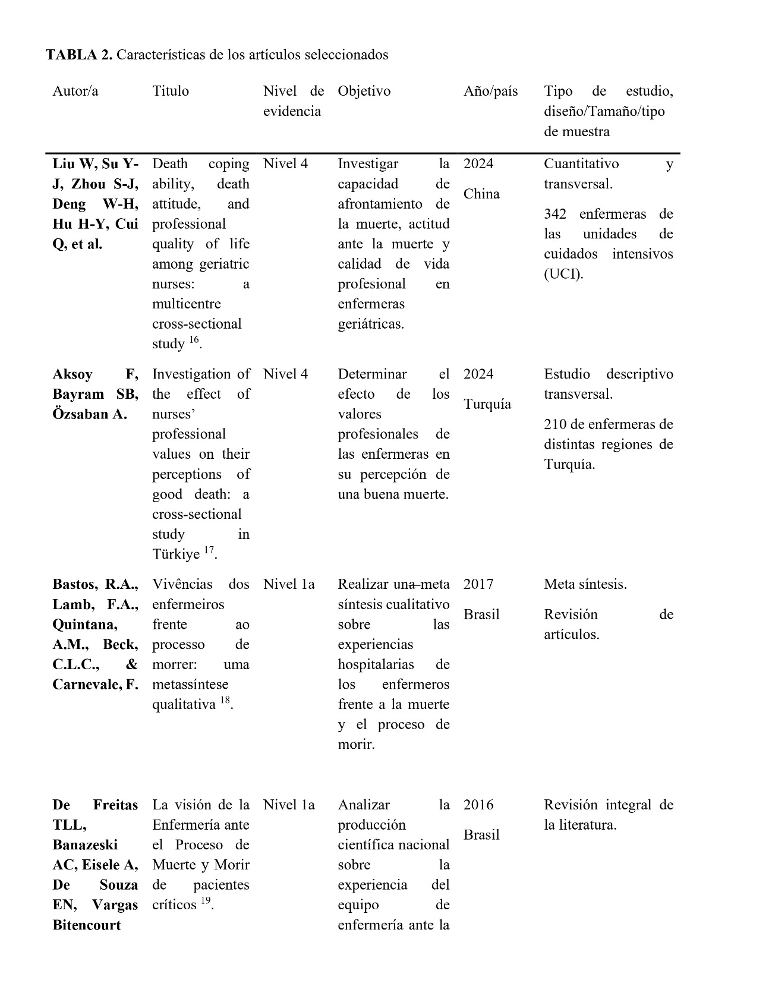 TABLA 2. Características de los artículos seleccionados
Autor/a
Titulo
Nivel de
evidencia
Objetivo
Año/país
Tipo de estudio,
diseño/Tamaño/tipo
de muestra
Liu W, Su Y-
J, Zhou S-J,
Deng W-H,
Hu H-Y, Cui
Q, et al.
Death coping
ability, death
attitude, and
professional
quality of life
among geriatric
nurses: a
multicentre
cross-sectional
study 16.
Nivel 4
Investigar la
capacidad de
afrontamiento de
la muerte, actitud
ante la muerte y
calidad de vida
profesional en
enfermeras
geriátricas.
2024
China
Cuantitativo y
transversal.
342 enfermeras de
las unidades de
cuidados intensivos
(UCI).
Aksoy F,
Bayram SB,
Özsaban A.
Investigation of
the effect of
nurses’
professional
values on their
perceptions of
good death: a
cross-sectional
study in
Türkiye 17.
Nivel 4
Determinar el
efecto de los
valores
profesionales de
las enfermeras en
su percepción de
una buena muerte.
2024
Turquía
Estudio descriptivo
transversal.
210 de enfermeras de
distintas regiones de
Turquía.
Bastos, R.A.,
Lamb, F.A.,
Quintana,
A.M., Beck,
C.L.C., &
Carnevale, F.
Vivências dos
enfermeiros
frente ao
processo de
morrer: uma
metassíntese
qualitativa 18.
Nivel 1a
Realizar una meta
síntesis cualitativo
sobre las
experiencias
hospitalarias de
los enfermeros
frente a la muerte
y el proceso de
morir.
2017
Brasil
Meta síntesis.
Revisión de
artículos.
De Freitas
TLL,
Banazeski
AC, Eisele A,
De Souza
EN, Vargas
Bitencourt
La visión de la
Enfermería ante
el Proceso de
Muerte y Morir
de pacientes
críticos 19.
Nivel 1a
Analizar la
producción
científica nacional
sobre la
experiencia del
equipo de
enfermería ante la
2016
Brasil
Revisión integral de
la literatura.